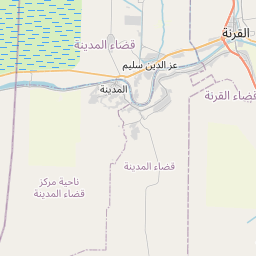 القرنة
قضاء المدينة
عز الدين سليم
المدينة
قضاء القرنة
قضاء المدينة
ناحية مركز
قضاء المدينة